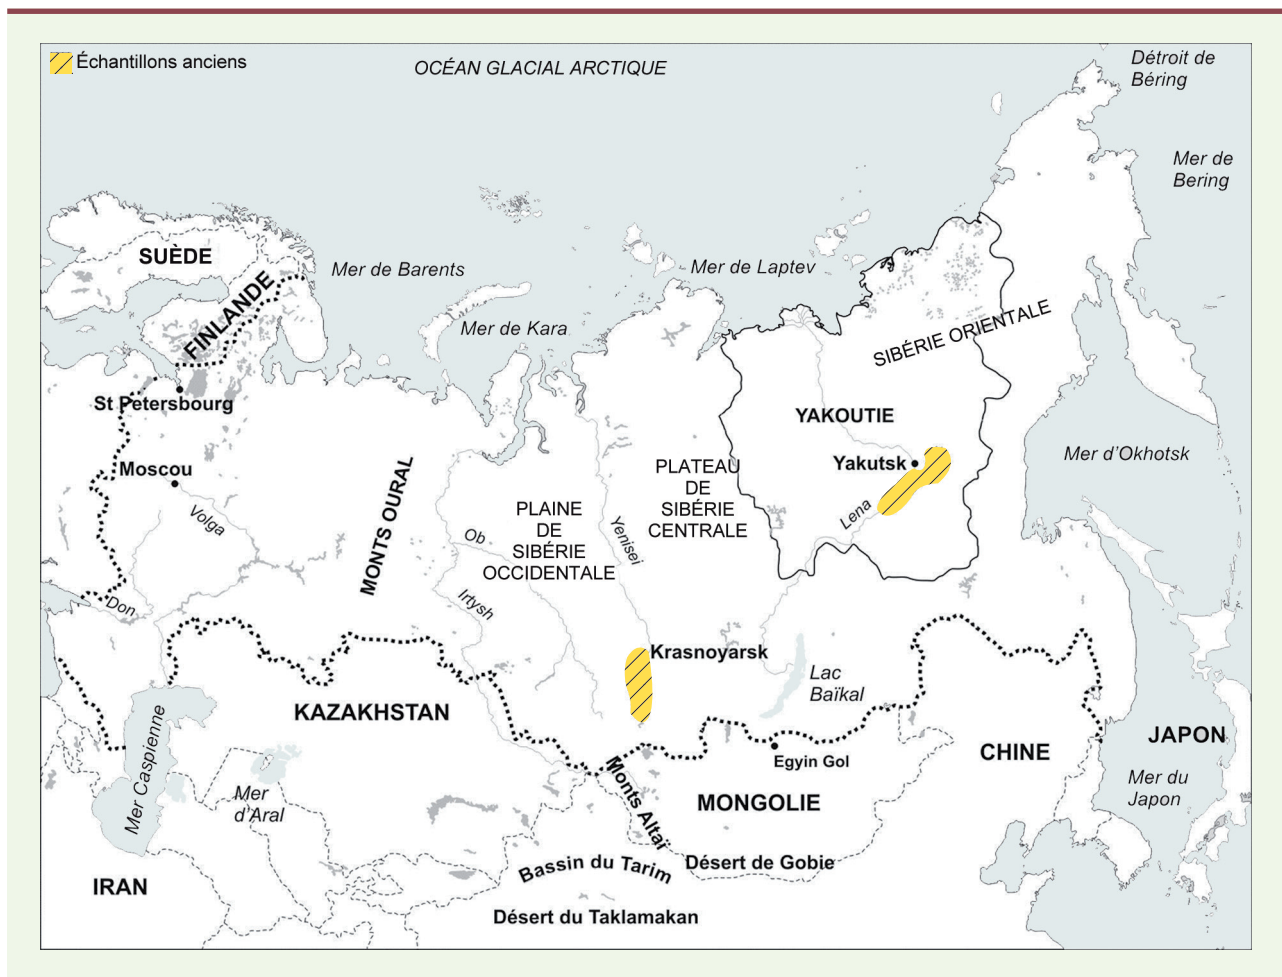 Échantillons anciens
OCÉAN GLACIAL ARCTIQUE
Détroit de
Béring
Mer de
Bering
SUÈDE
FINLANDE
Mer de Barents
Mer de Kara
Mer de Laptev
SIBÉRIE ORIENTALE
St Petersbourg
YAKOUTIE
Moscou
Yakutsk
Mer d'Okhotsk
Volga
MONTS OURAL
PLATEAU
DE
SIBÉRIE
CENTRALE
PLAINE
DE
SIBÉRIE
OCCIDENTALE
Ob
Yenisei
Lena
Irtysh
Don
Krasnoyarsk
Lac
Baïkal
KAZAKHSTAN
Mer Caspienne
Mer
d'Aral
Egyin Gol
CHINE
JAPON
Mer du
Japon
Monts Altai
MONGOLIE
Désert de Gobie
Bassin du Tarim
IRAN
Désert du Taklamakan